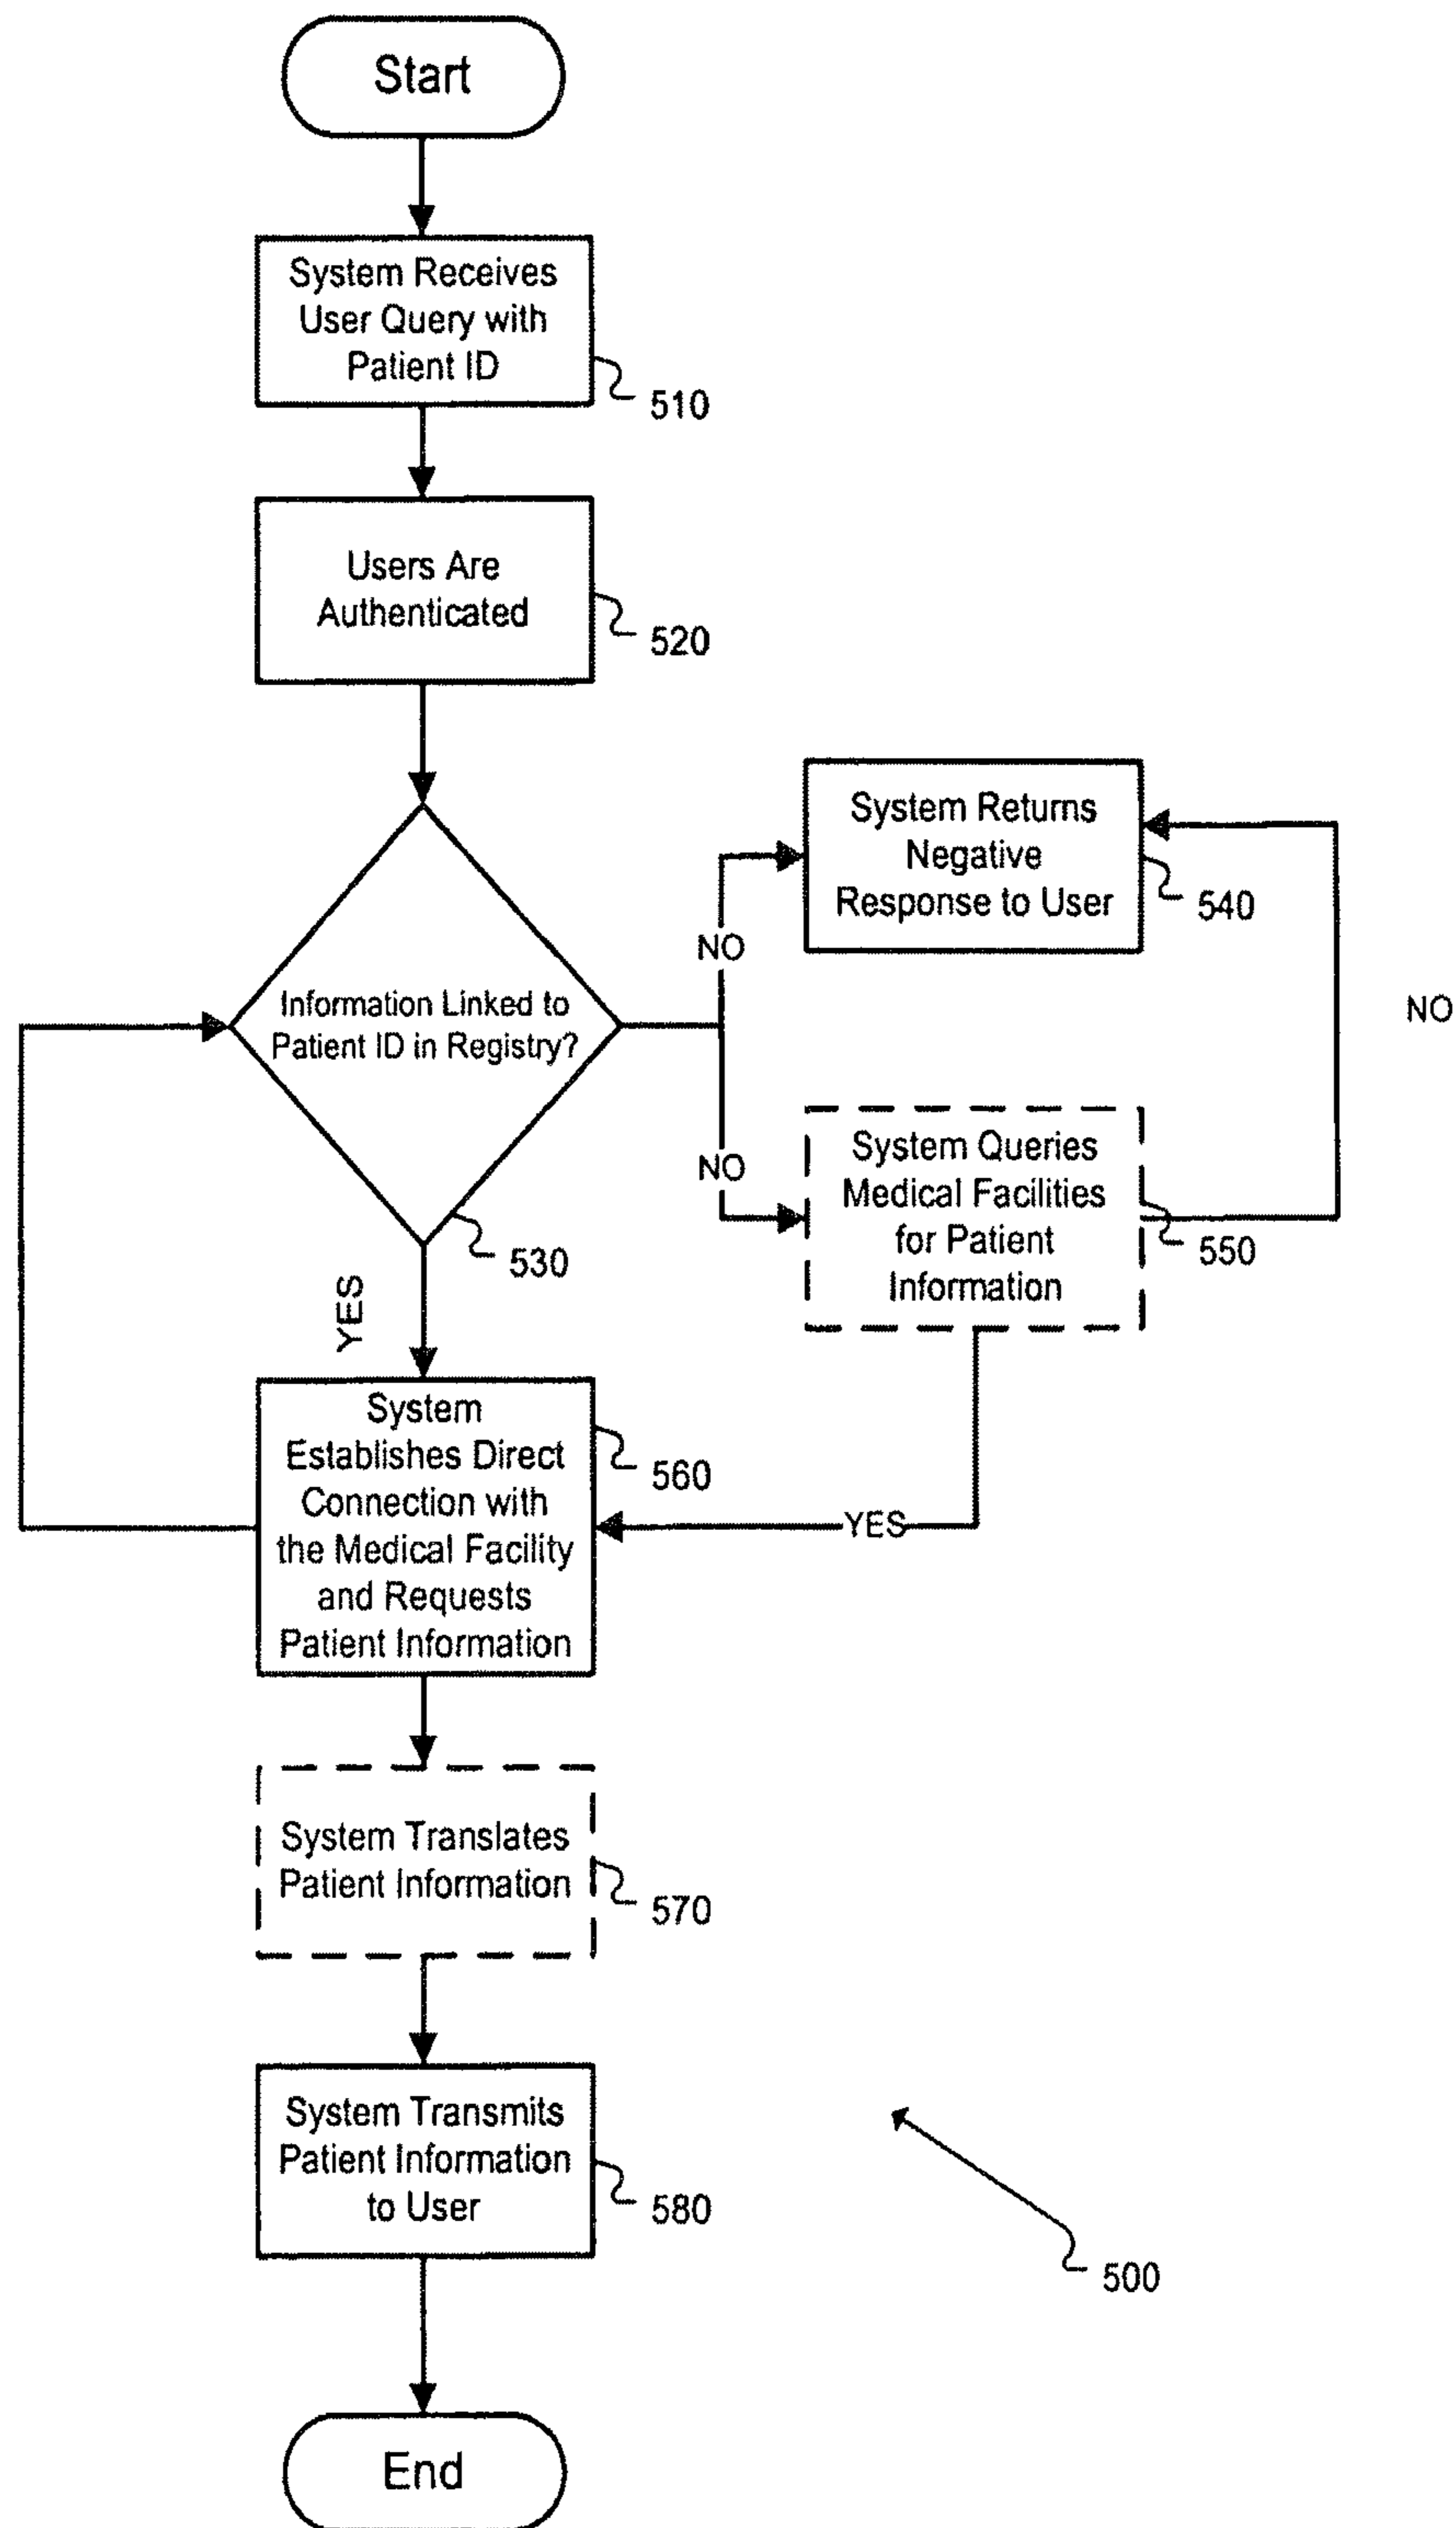 Start
System Receives
User Query with
Patient ID
510
Users Are
Authenticated
520
System Returns
Negative
Response to User
540
NO
Information Linked to
Patient ID in Registry?
530
NO
NO
System Queries
Medical Facilities
for Patient
Information
550
YES
System
Establishes Direct
Connection with
the Medical Facility
and Requests
Patient Information
560
YES
System Translates
Patient Information
570
System Transmits
Patient Information
to User
580
500
End